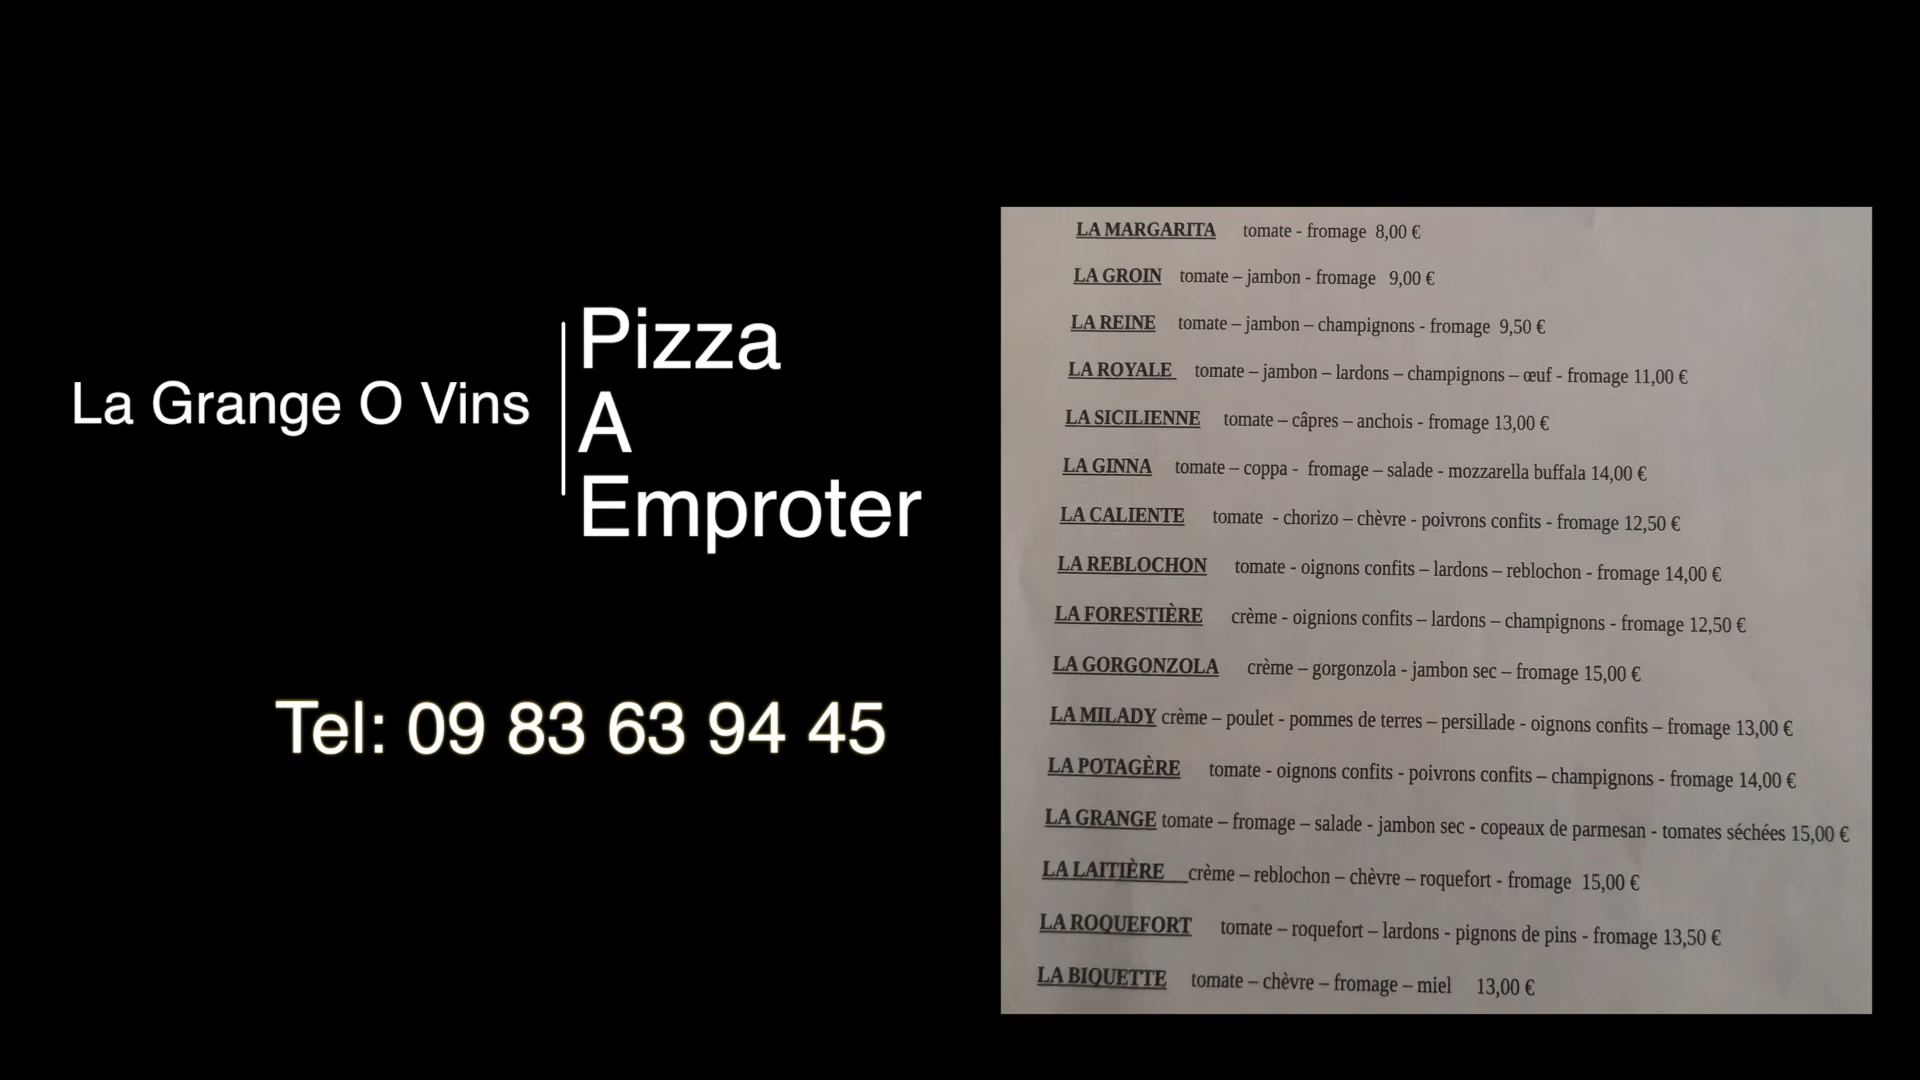 La Grange O Vins
Pizza
A
Emproter
Tel: 09 83 63 94 45
LA MARGARITA tomate - fromage 8,00 €
LA GROIN tomate – jambon - fromage 9,00 €
LA REINE tomate – jambon – champignons - fromage 9,50 €
LA ROYALE tomate – jambon – lardons – champignons – œuf - fromage 11,00 €
LA SICILIENNE tomate – câpres – anchois - fromage 13,00 €
LA GINNA tomate – coppa - fromage – salade - mozzarella buffala 14,00 €
LA CALIENTE tomate - chorizo – chèvre - poivrons confits - fromage 12,50 €
LA REBLOCHON tomate - oignons confits – lardons – reblochon - fromage 14,00 €
LA FORESTIÈRE crème - oignions confits – lardons – champignons - fromage 12,50 €
LA GORGONZOLA crème – gorgonzola - jambon sec – fromage 15,00 €
LA MILADY crème – poulet - pommes de terres – persillade - oignons confits – fromage 13,00 €
LA POTAGÈRE tomate - oignons confits - poivrons confits – champignons - fromage 14,00 €
LA GRANGE tomate – fromage – salade - jambon sec - copeaux de parmesan - tomates séchées 15,00 €
LA LAITIÈRE crème – reblochon – chèvre – roquefort - fromage 15,00 €
LA ROQUEFORT tomate – roquefort – lardons - pignons de pins - fromage 13,50 €
LA BIQUETTE tomate – chèvre – fromage – miel 13,00 €